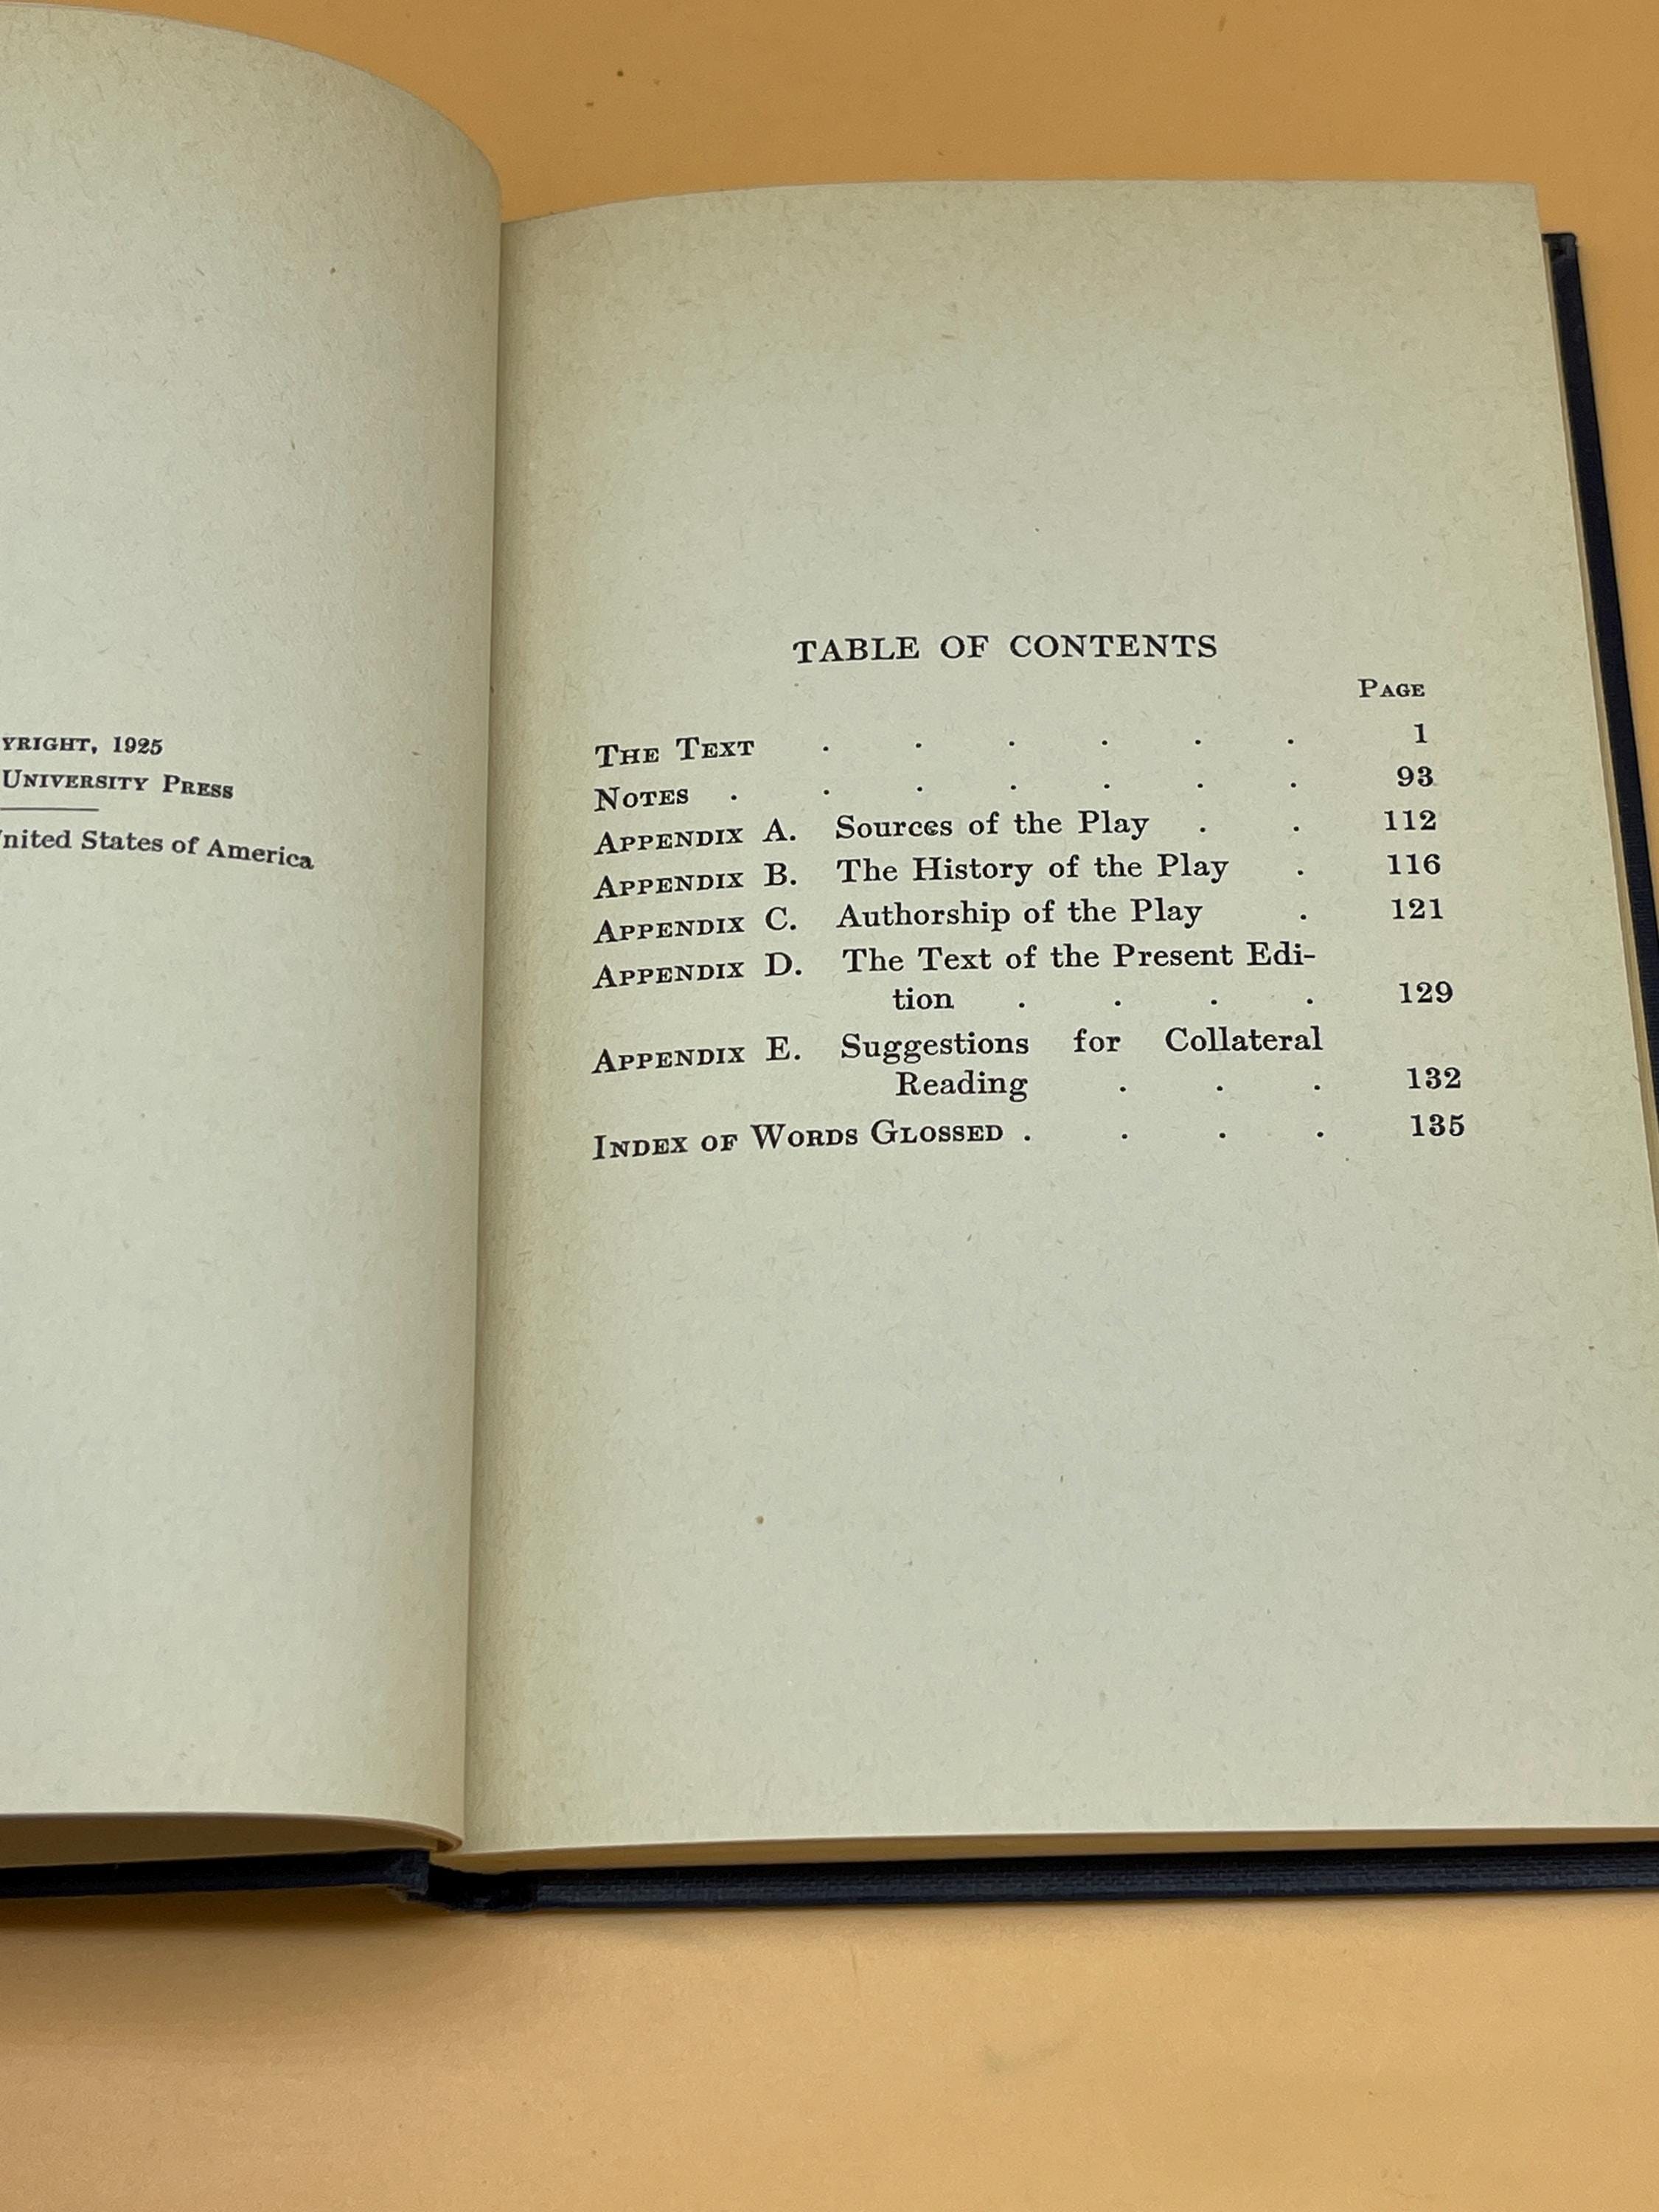 YRIGHT, 1925
UNIVERSITY PRESS
United States of America
TABLE OF CONTENTS
PAGE
THE TEXT . . . . . . 1
NOTES . . . . . . . 93
APPENDIX A. Sources of the Play . . 112
APPENDIX B. The History of the Play . 116
APPENDIX C. Authorship of the Play . 121
APPENDIX D. The Text of the Present Edi-
tion . . . . 129
APPENDIX E. Suggestions for Collateral
Reading . . . 132
INDEX OF WORDS GLOSSED . . . . 135